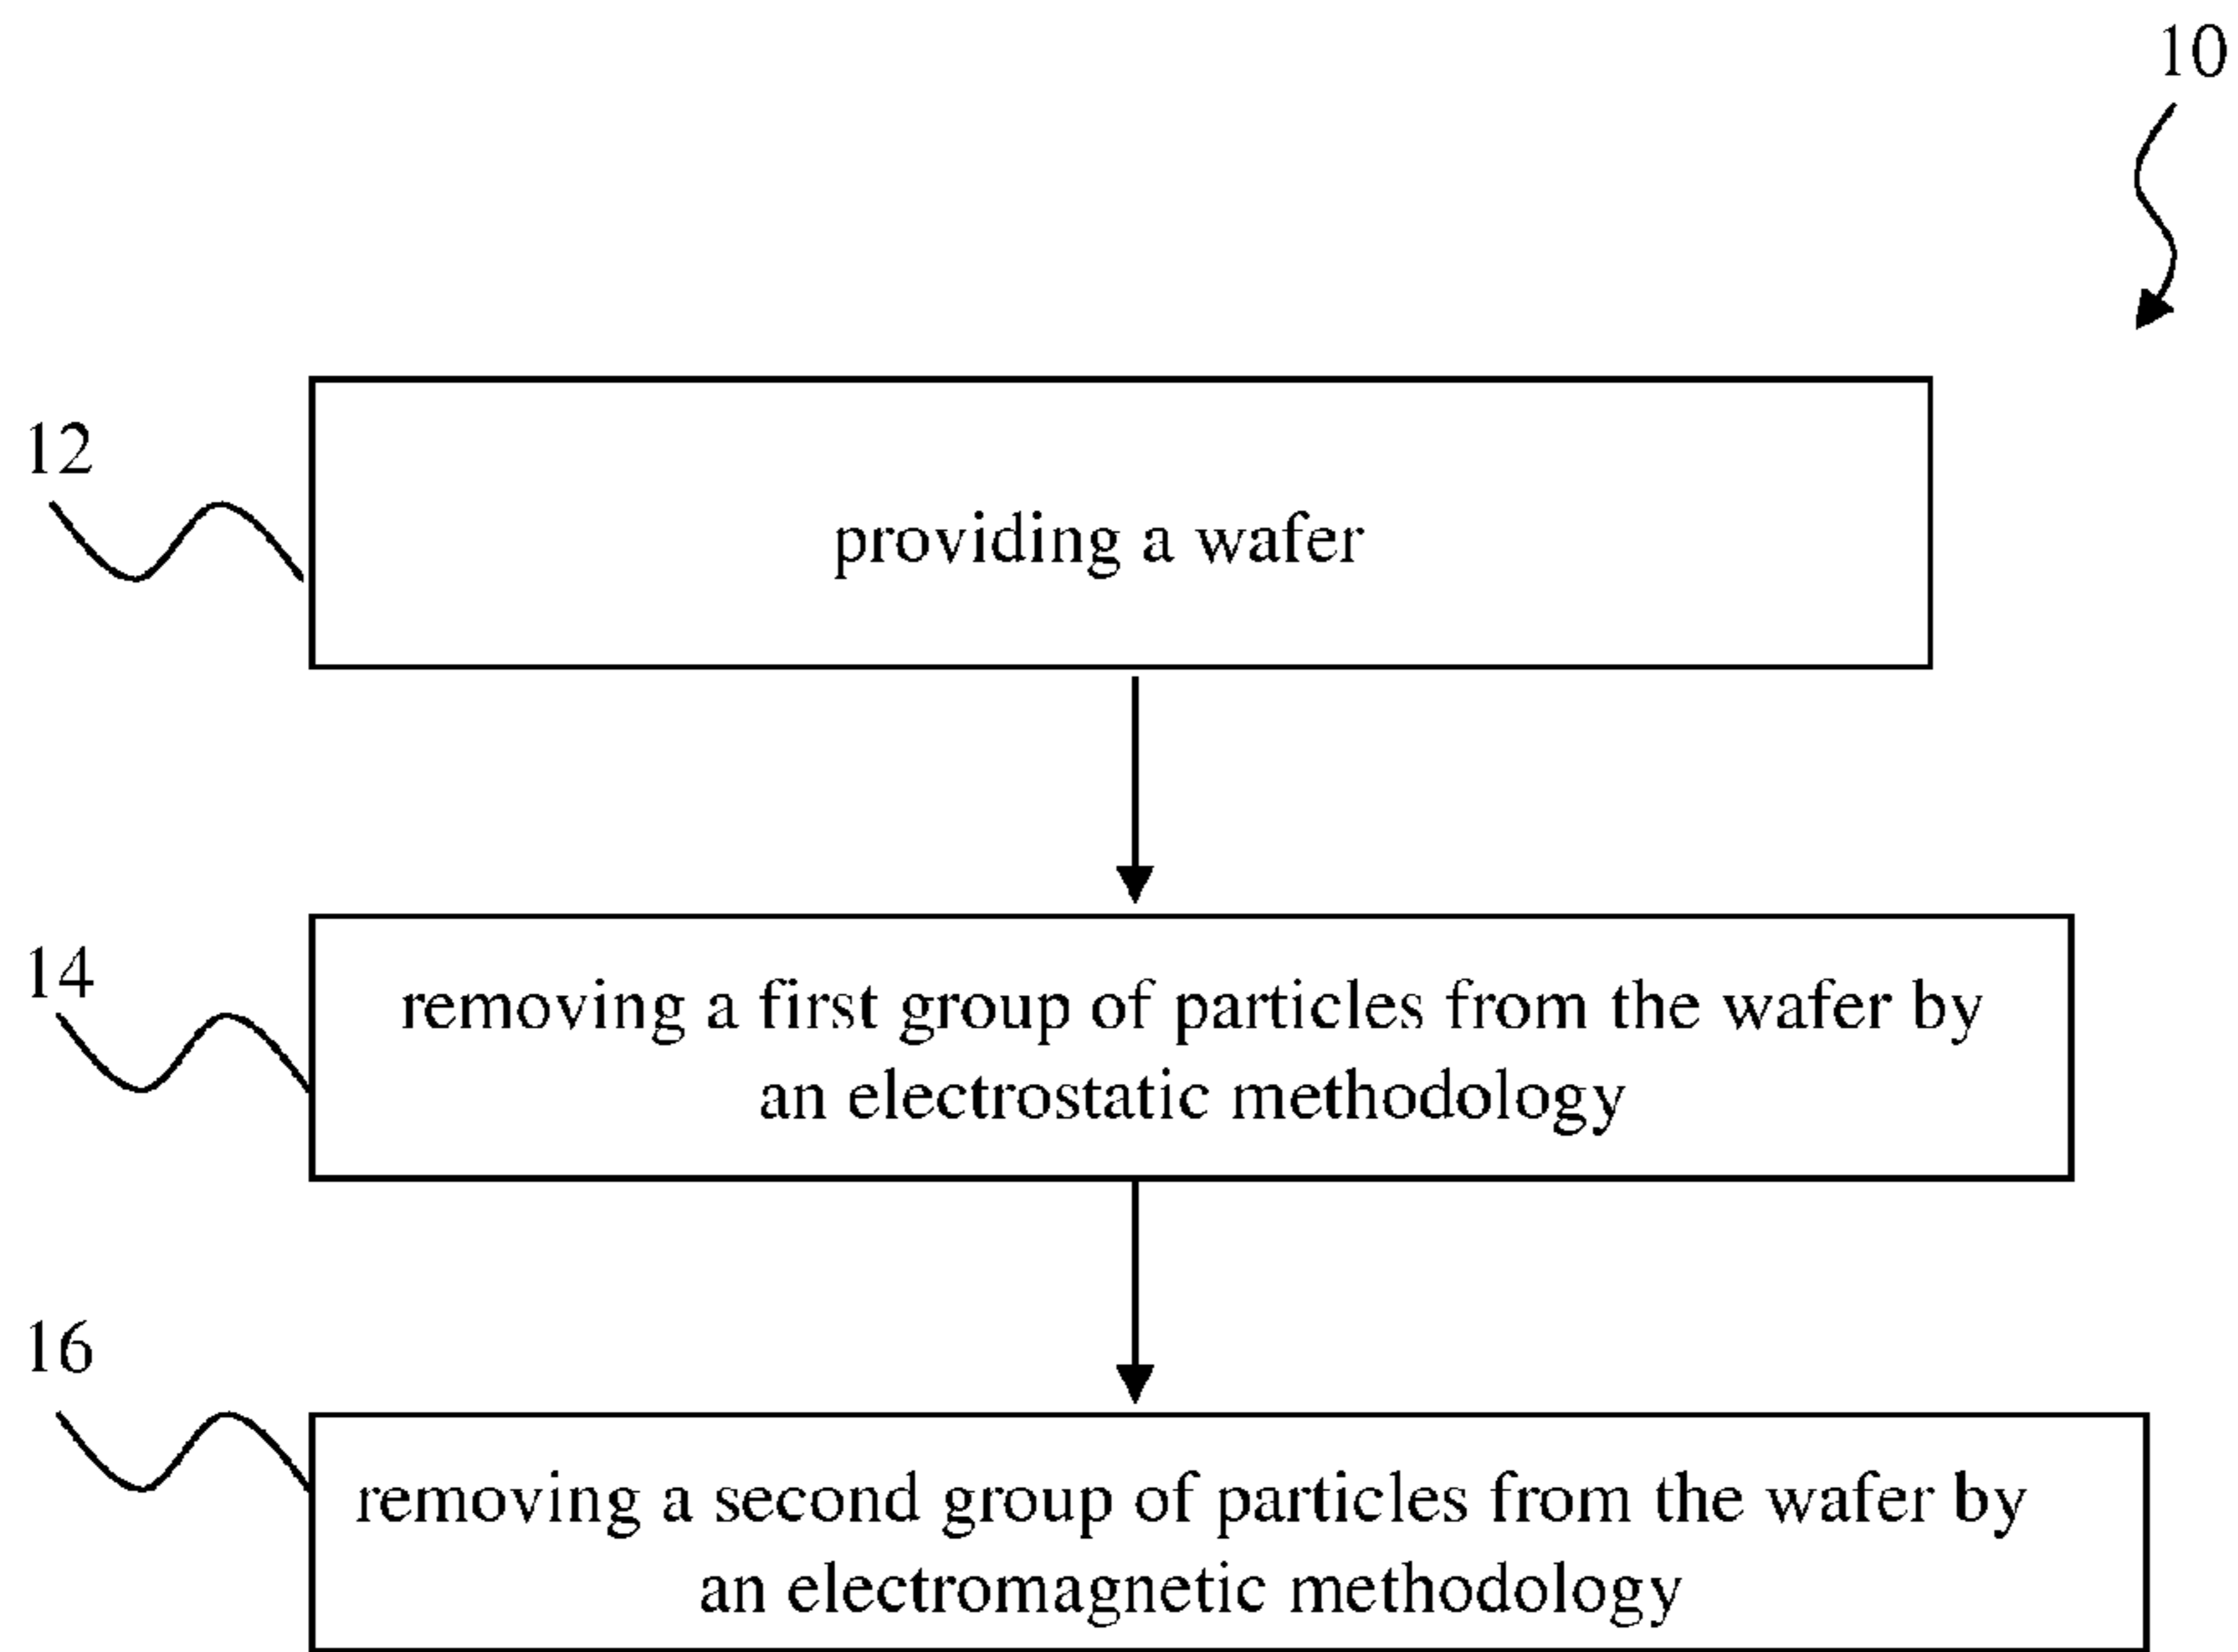 10
12
providing a wafer
14
removing a first group of particles from the wafer by
an electrostatic methodology
16
removing a second group of particles from the wafer by
an electromagnetic methodology